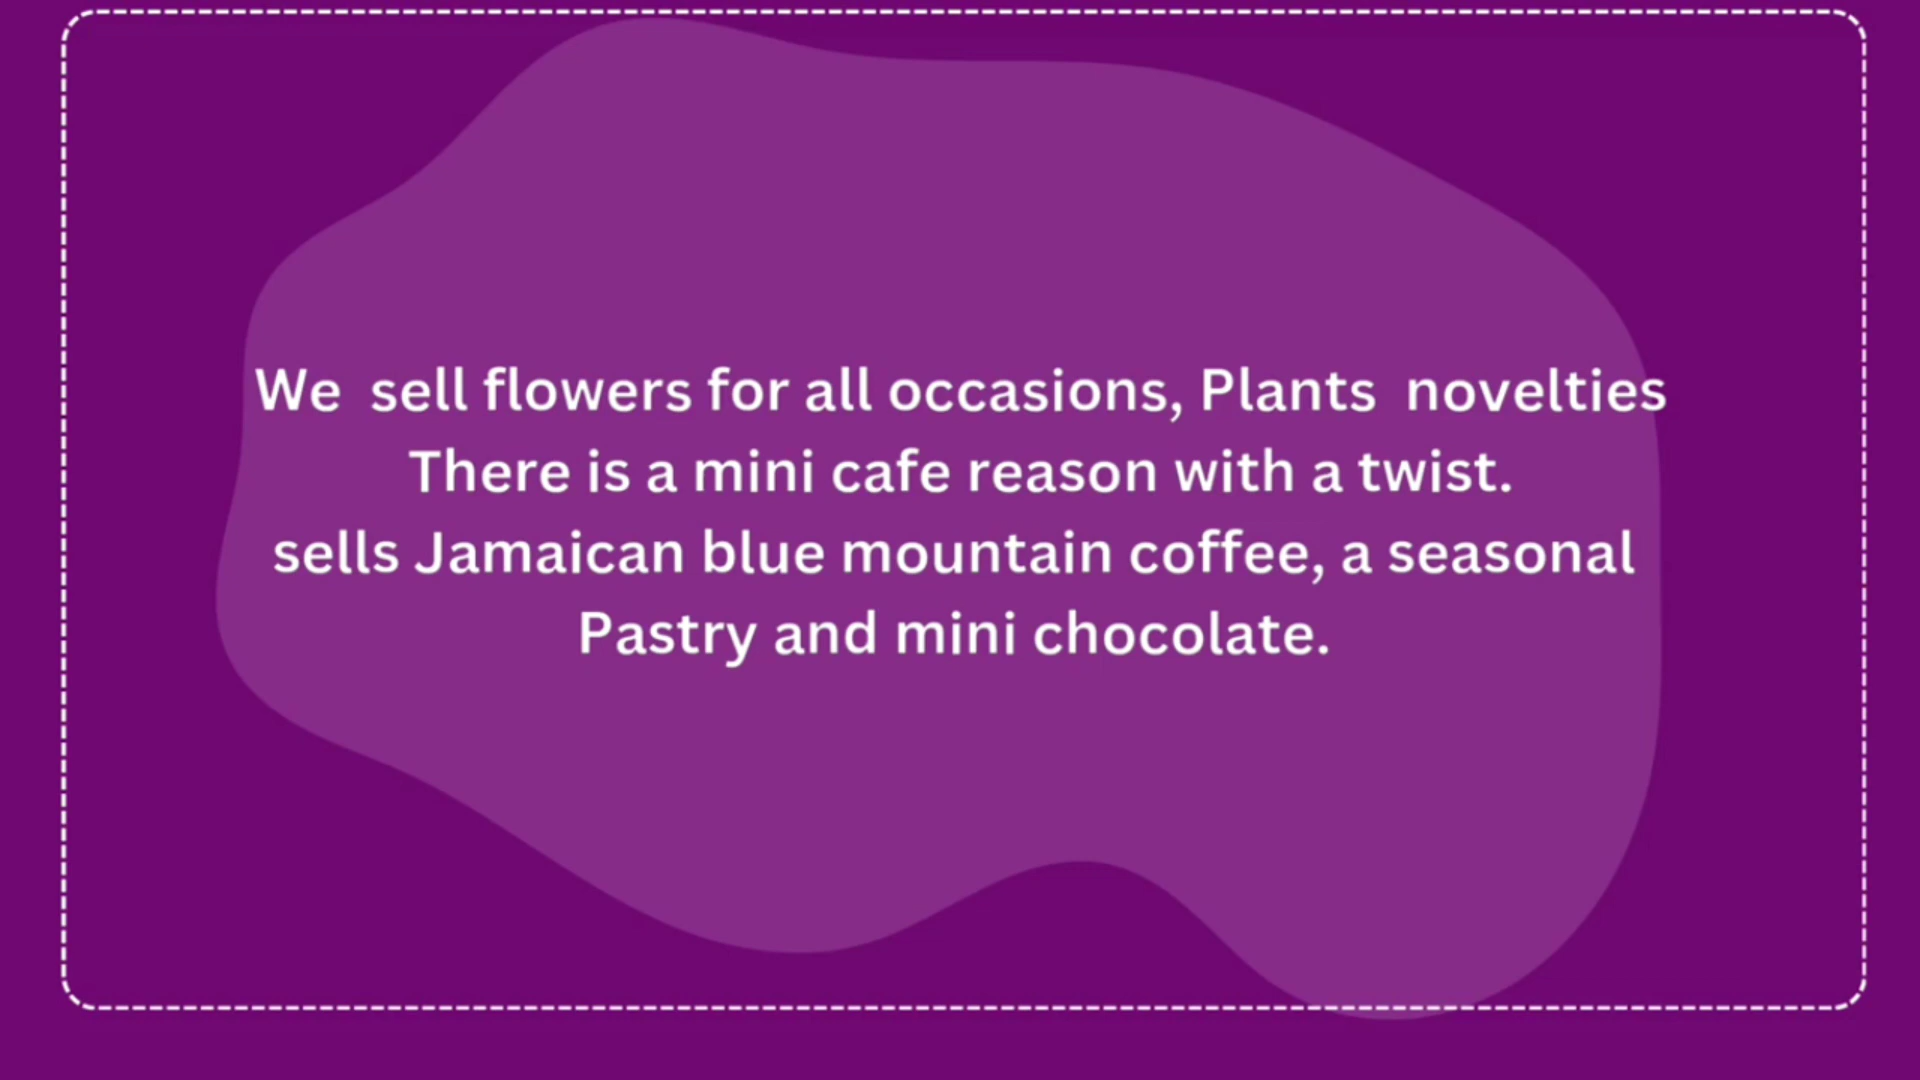 We  sell flowers for all occasions, Plants  novelties
There is a mini cafe reason with a twist.
sells Jamaican blue mountain coffee, a seasonal
Pastry and mini chocolate.